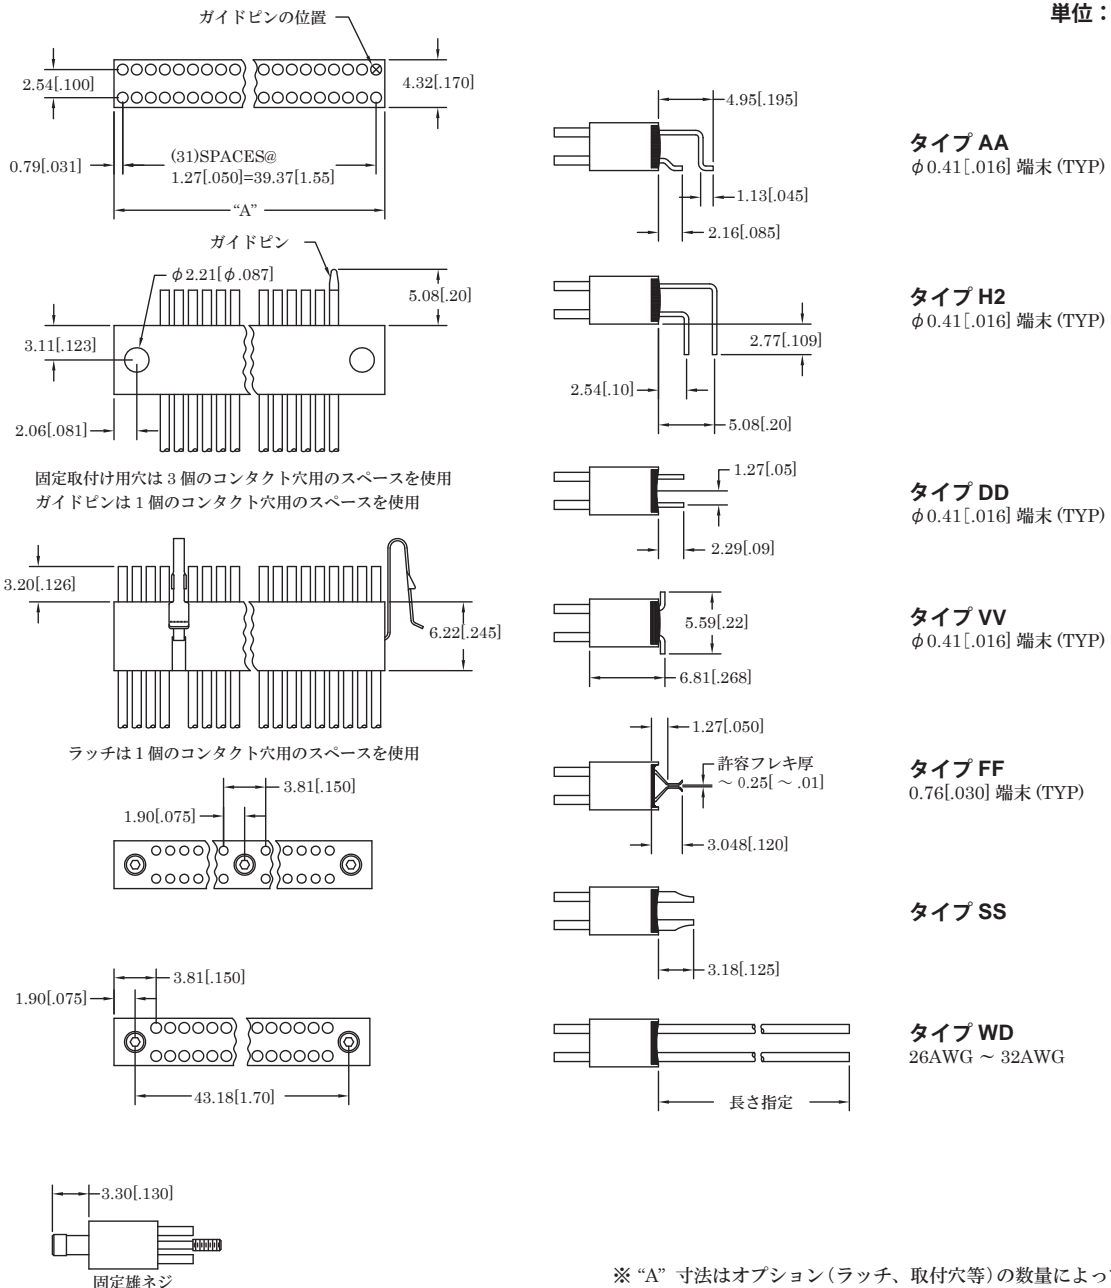 単位：
ガイドピンの位置
2.54[.100]
4.32[.170]
0.79[.031]
(31)SPACES@
1.27[.050]=39.37[1.55]
“A”
ガイドピン
φ2.21[φ.087]
5.08[.20]
3.11[.123]
2.06[.081]
固定取付け用穴は 3 個のコンタクト穴用のスペースを使用
ガイドピンは 1 個のコンタクト穴用のスペースを使用
3.20[.126]
6.22[.245]
ラッチは 1 個のコンタクト穴用のスペースを使用
3.81[.150]
1.90[.075]
3.81[.150]
1.90[.075]
43.18[1.70]
3.30[.130]
固定雄ネジ
4.95[.195]
1.13[.045]
2.16[.085]
タイプ AA
φ0.41[.016] 端末 (TYP)
2.77[.109]
2.54[.10]
5.08[.20]
タイプ H2
φ0.41[.016] 端末 (TYP)
1.27[.05]
2.29[.09]
タイプ DD
φ0.41[.016] 端末 (TYP)
5.59[.22]
6.81[.268]
タイプ VV
φ0.41[.016] 端末 (TYP)
1.27[.050]
許容フレキ厚
～ 0.25[ ～ .01]
3.048[.120]
タイプ FF
0.76[.030] 端末 (TYP)
3.18[.125]
タイプ SS
長さ指定
タイプ WD
26AWG ～ 32AWG
※ “A” 寸法はオプション（ラッチ、取付穴等）の数量によって